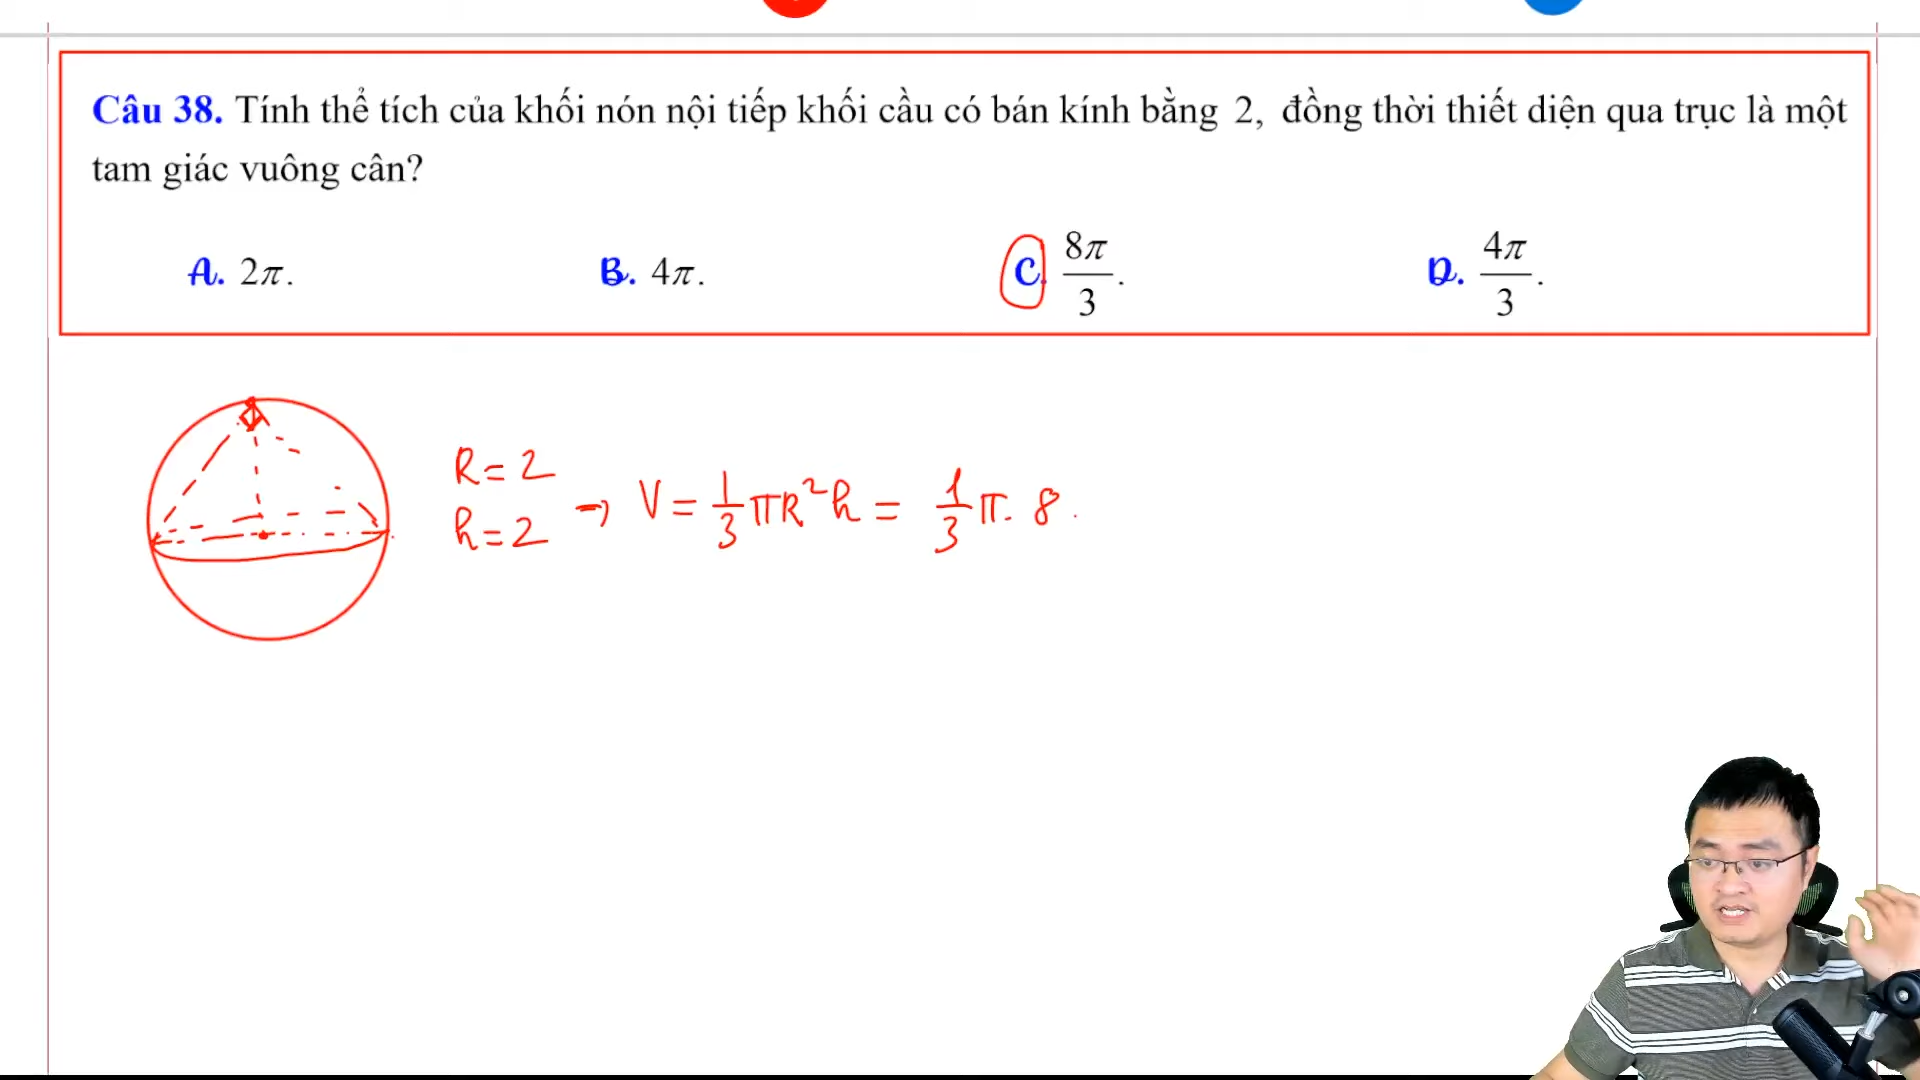 Câu 38. Tính thể tích của khối nón nội tiếp khối cầu có bán kính bằng 2, đồng thời thiết diện qua trục là một
tam giác vuông cân?
A. 2π. B. 4π. C. 8π/3. D. 4π/3.
R = 2
h = 2
→ V = 1/3 πR²h = 1/3 π. 8.